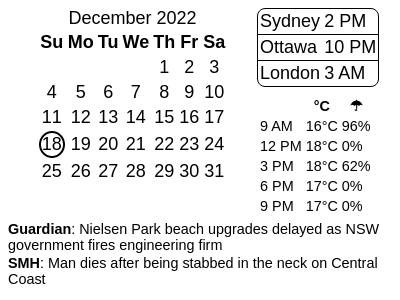 December 2022
Su Mo Tu We Th Fr Sa
1 2 3
4 5 6 7 8 9 10
11 12 13 14 15 16 17
18 19 20 21 22 23 24
25 26 27 28 29 30 31
Sydney 2 PM
Ottawa 10 PM
London 3 AM
°C ☂
9 AM 16°C 96%
12 PM 18°C 0%
3 PM 18°C 62%
6 PM 17°C 0%
9 PM 17°C 0%
Guardian: Nielsen Park beach upgrades delayed as NSW
government fires engineering firm
SMH: Man dies after being stabbed in the neck on Central
Coast